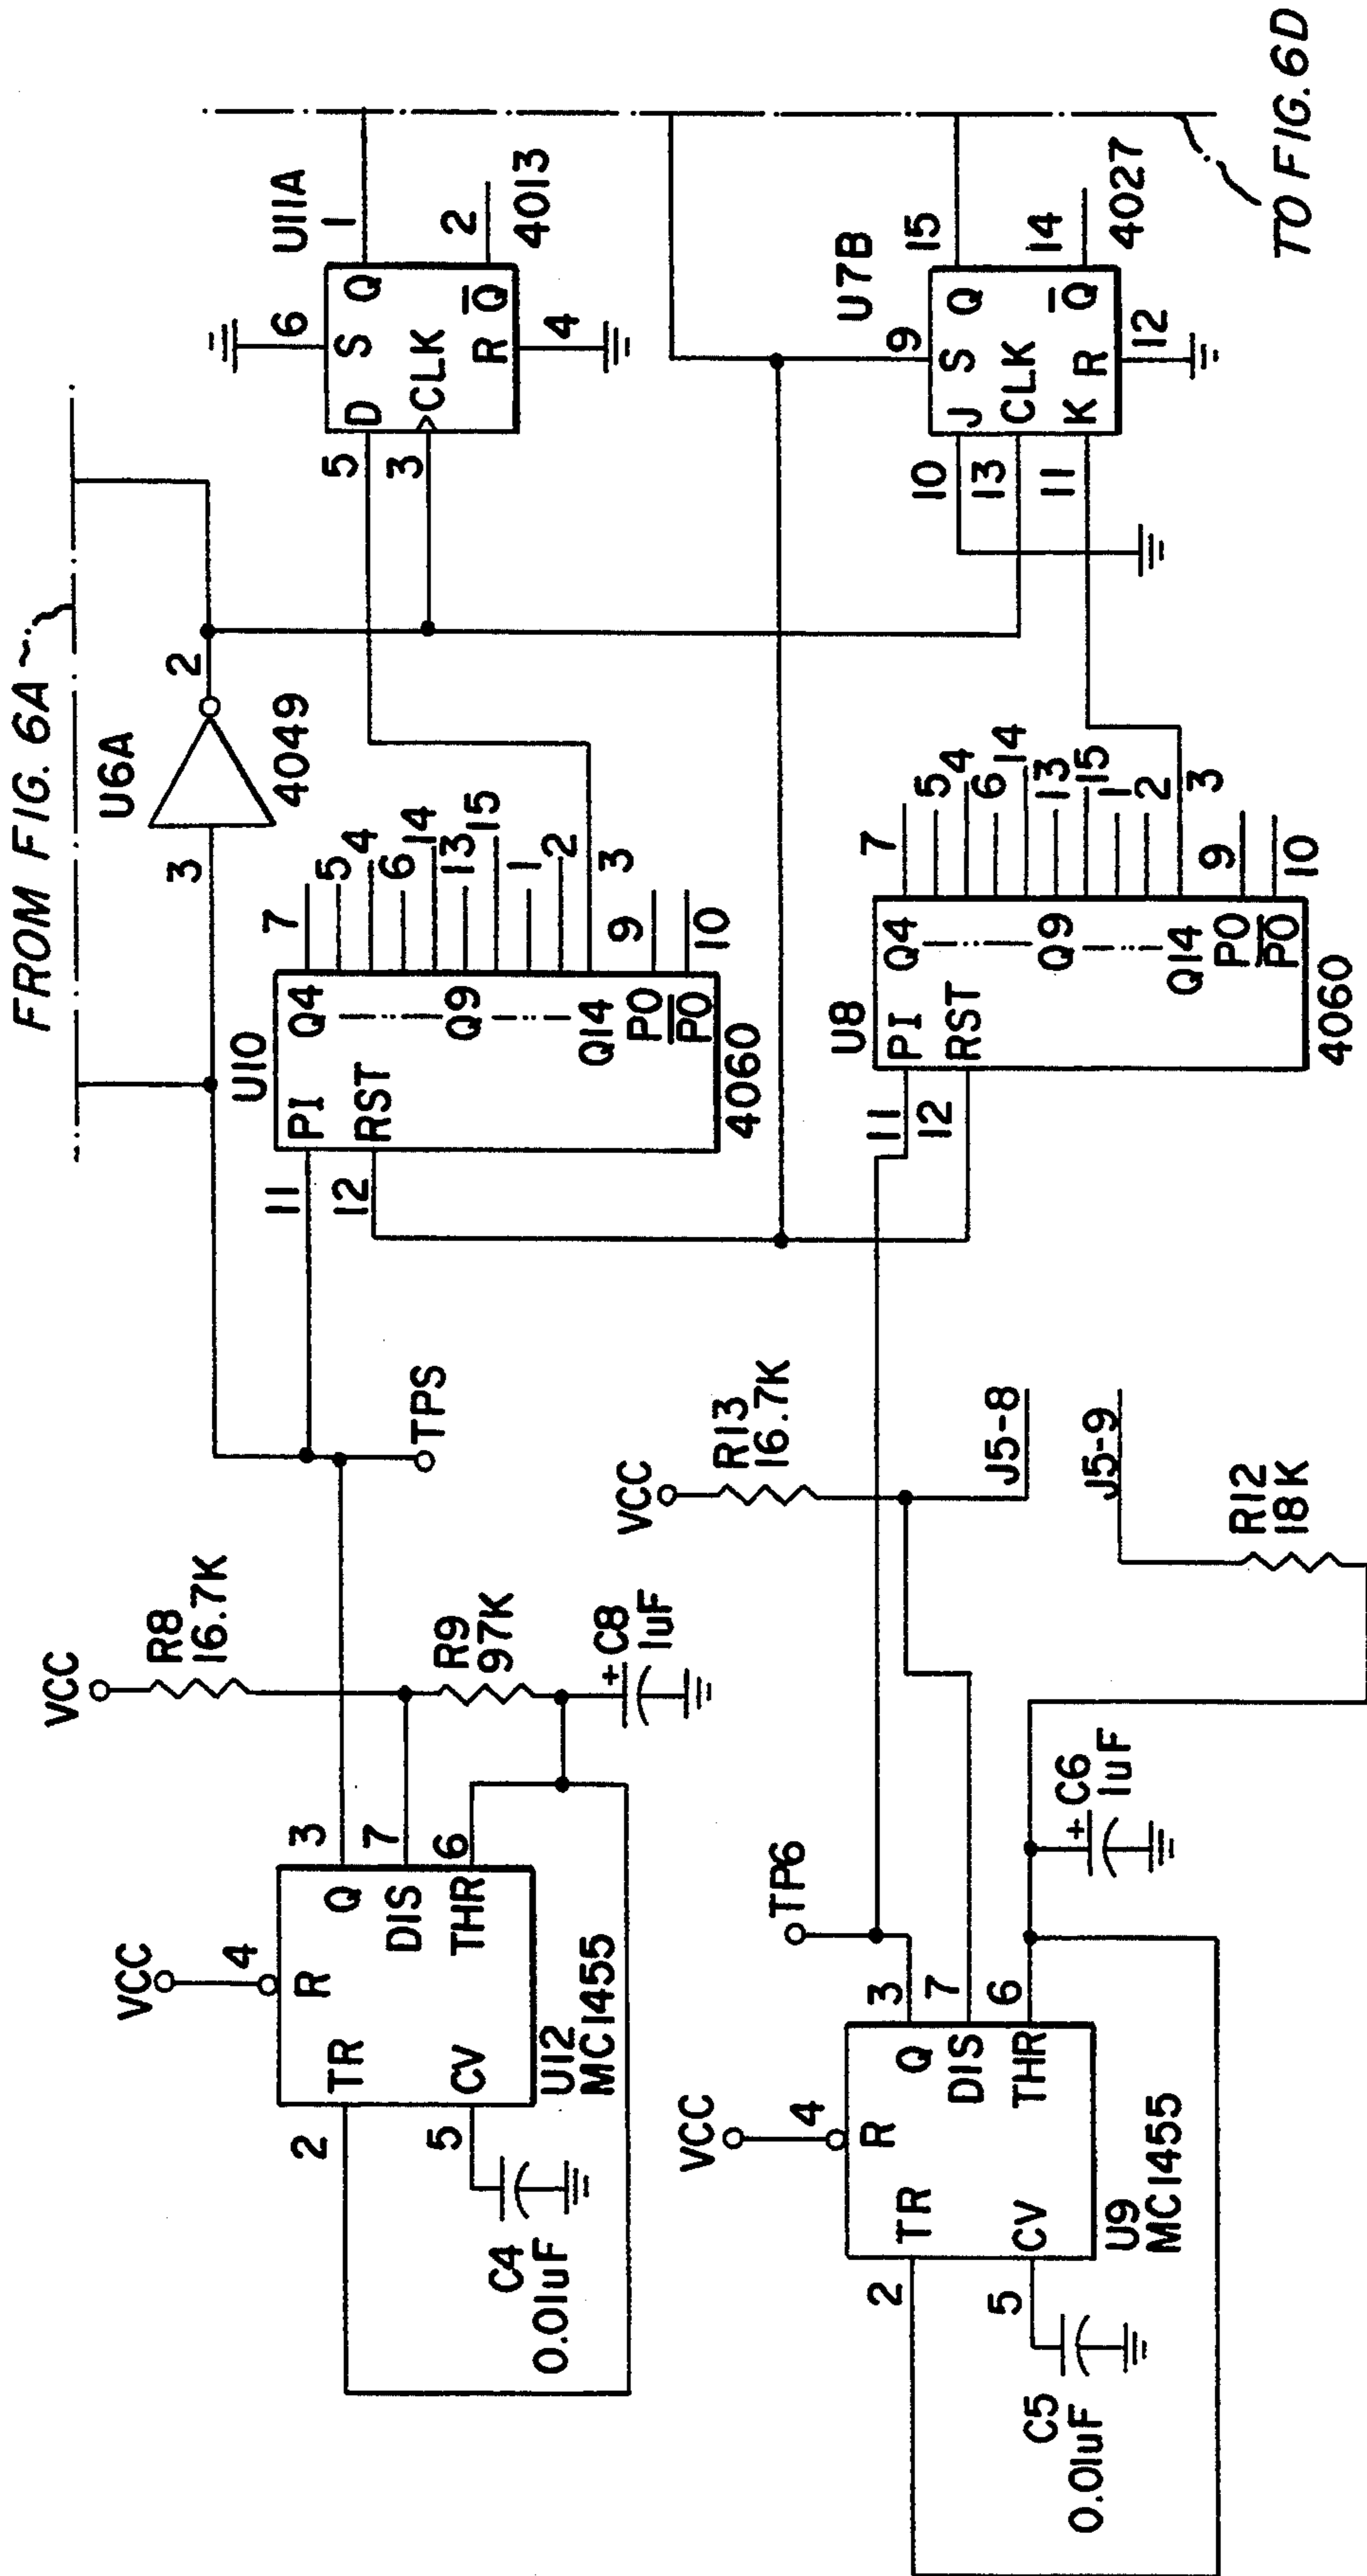 FROM FIG. 6A
U6A
3
2
4049
U11A
6
S
D
Q
CLK
R
Q
5
3
1
2
4
4013
U10
PI
RST
Q4
Q9
Q14
PO
PO
11
12
7
5
4
6
14
13
15
1
2
3
9
10
4060
TPS
VCC
R8
16.7K
R9
97K
C8
1uF
+
VCC
4
R
TR
CV
Q
DIS
THR
3
7
6
2
5
U12
MC1455
C4
0.01uF
U7B
9
J
S
Q
CLK
K
R
Q
10
13
11
15
14
12
4027
U8
PI
RST
Q4
Q9
Q14
PO
PO
11
12
7
5
4
6
14
13
15
1
2
3
9
10
4060
VCC
R13
16.7K
J5-8
J5-9
R12
18K
TP6
C6
1uF
+
VCC
4
R
TR
CV
Q
DIS
THR
3
7
6
2
5
U9
MC1455
C5
0.01uF
TO FIG. 6D